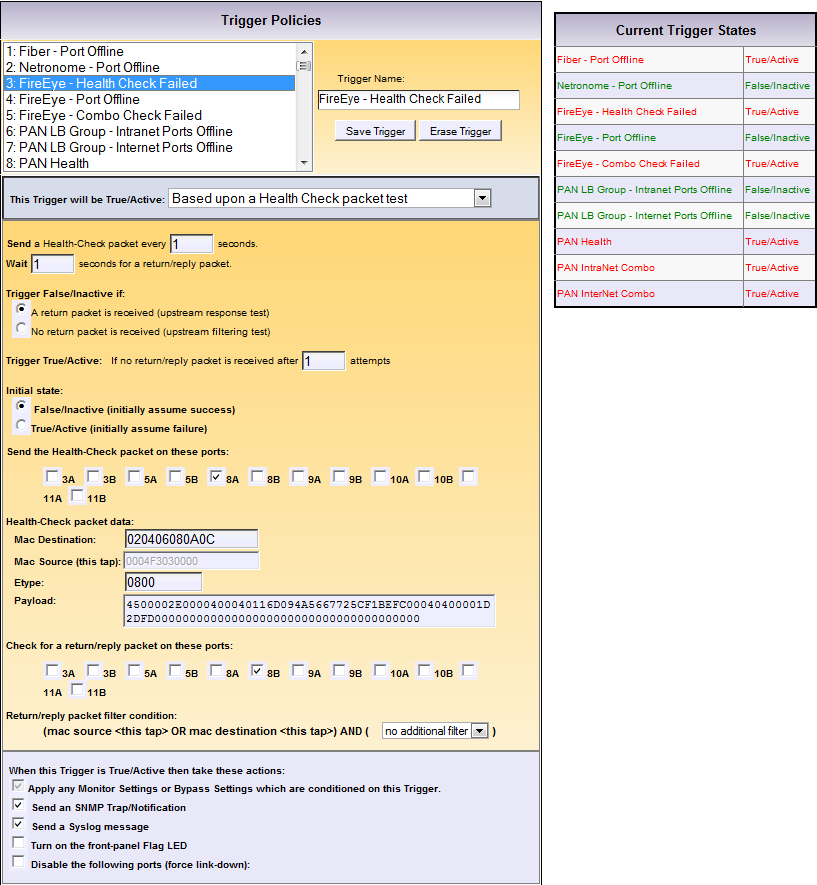 Trigger Policies
1: Fiber - Port Offline
2: Netronome - Port Offline
3: FireEye - Health Check Failed
4: FireEye - Port Offline
5: FireEye - Combo Check Failed
6: PAN LB Group - Intranet Ports Offline
7: PAN LB Group - Internet Ports Offline
8: PAN Health
Trigger Name:
FireEye - Health Check Failed
Save Trigger Erase Trigger
This Trigger will be True/Active: Based upon a Health Check packet test
Send a Health-Check packet every 1 seconds.
Wait 1 seconds for a return/reply packet.
Trigger False/Inactive if:
A return packet is received (upstream response test)
No return packet is received (upstream filtering test)
Trigger True/Active: If no return/reply packet is received after 1 attempts
Initial state:
False/Inactive (initially assume success)
True/Active (initially assume failure)
Send the Health-Check packet on these ports:
3A 3B 5A 5B 8A 8B 9A 9B 10A 10B
11A 11B
Health-Check packet data:
Mac Destination: 020406080A0C
Mac Source (this tap): 0004F3030000
Etype: 0800
Payload: 4500002E0000400040116D094A5667725CF1BEFC00040400001D
2DFD000000000000000000000000000000000000
Check for a return/reply packet on these ports:
3A 3B 5A 5B 8A 8B 9A 9B 10A 10B
11A 11B
Return/reply packet filter condition:
(mac source <this tap> OR mac destination <this tap>) AND ( no additional filter )
When this Trigger is True/Active then take these actions:
Apply any Monitor Settings or Bypass Settings which are conditioned on this Trigger.
Send an SNMP Trap/Notification
Send a Syslog message
Turn on the front-panel Flag LED
Disable the following ports (force link-down):
Current Trigger States
Fiber - Port Offline True/Active
Netronome - Port Offline False/Inactive
FireEye - Health Check Failed True/Active
FireEye - Port Offline False/Inactive
FireEye - Combo Check Failed True/Active
PAN LB Group - Intranet Ports Offline False/Inactive
PAN LB Group - Internet Ports Offline False/Inactive
PAN Health True/Active
PAN IntraNet Combo True/Active
PAN InterNet Combo True/Active